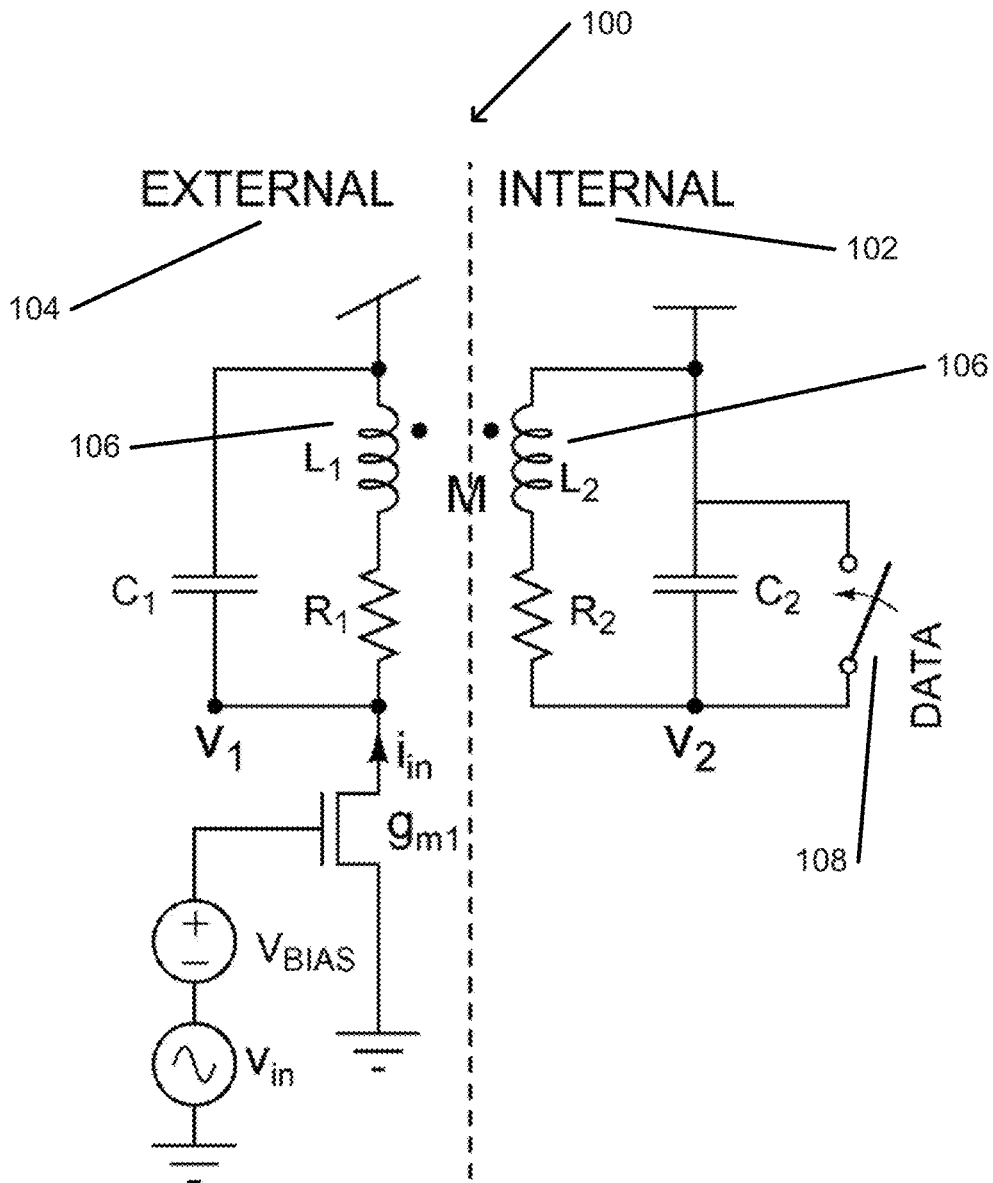 100
EXTERNAL INTERNAL
104
102
106
106
L1
M
L2
C1
R1
R2
C2
DATA
V1
iin
V2
gm1
108
+
−
VBIAS
vin